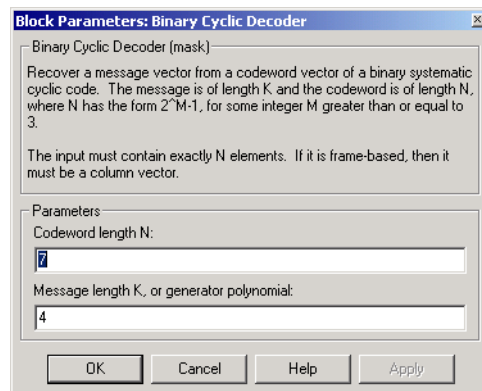 Block Parameters: Binary Cyclic Decoder
Binary Cyclic Decoder (mask)
Recover a message vector from a codeword vector of a binary systematic
cyclic code.  The message is of length K and the codeword is of length N,
where N has the form 2^M-1, for some integer M greater than or equal to
3.
The input must contain exactly N elements.  If it is frame-based, then it
must be a column vector.
Parameters
Codeword length N:
7
Message length K, or generator polynomial:
4
OK Cancel Help Apply